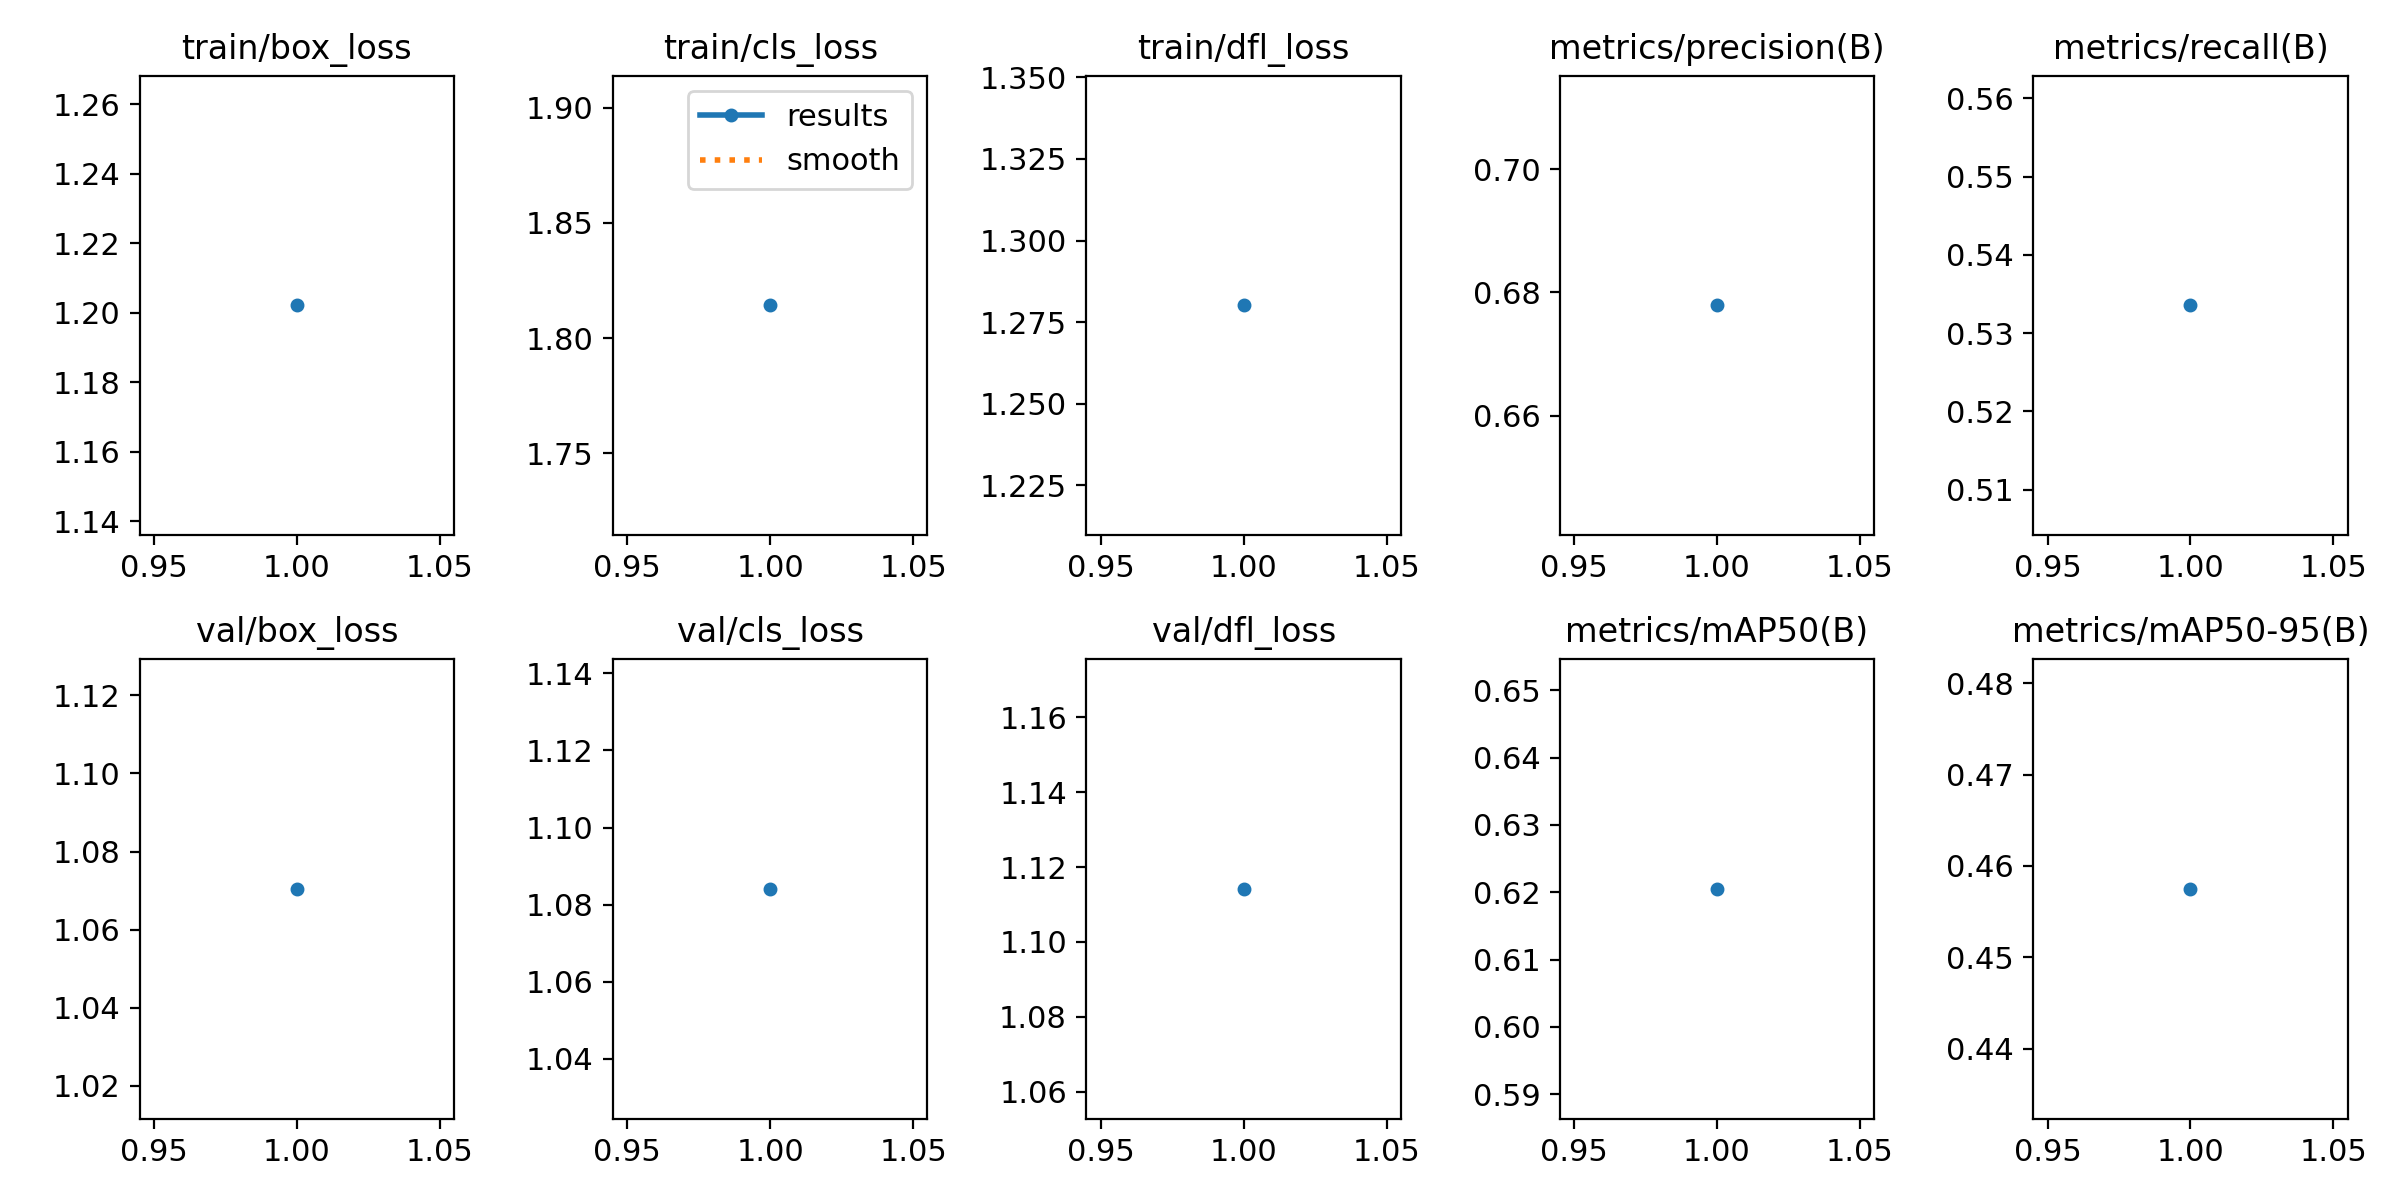 train/box_loss
1.26
1.24
1.22
1.20
1.18
1.16
1.14
0.95 1.00 1.05
train/cls_loss
results
smooth
1.90
1.85
1.80
1.75
0.95 1.00 1.05
train/dfl_loss
1.350
1.325
1.300
1.275
1.250
1.225
0.95 1.00 1.05
metrics/precision(B)
0.70
0.68
0.66
0.95 1.00 1.05
metrics/recall(B)
0.56
0.55
0.54
0.53
0.52
0.51
0.95 1.00 1.05
val/box_loss
1.12
1.10
1.08
1.06
1.04
1.02
0.95 1.00 1.05
val/cls_loss
1.14
1.12
1.10
1.08
1.06
1.04
0.95 1.00 1.05
val/dfl_loss
1.16
1.14
1.12
1.10
1.08
1.06
0.95 1.00 1.05
metrics/mAP50(B)
0.65
0.64
0.63
0.62
0.61
0.60
0.59
0.95 1.00 1.05
metrics/mAP50-95(B)
0.48
0.47
0.46
0.45
0.44
0.95 1.00 1.05